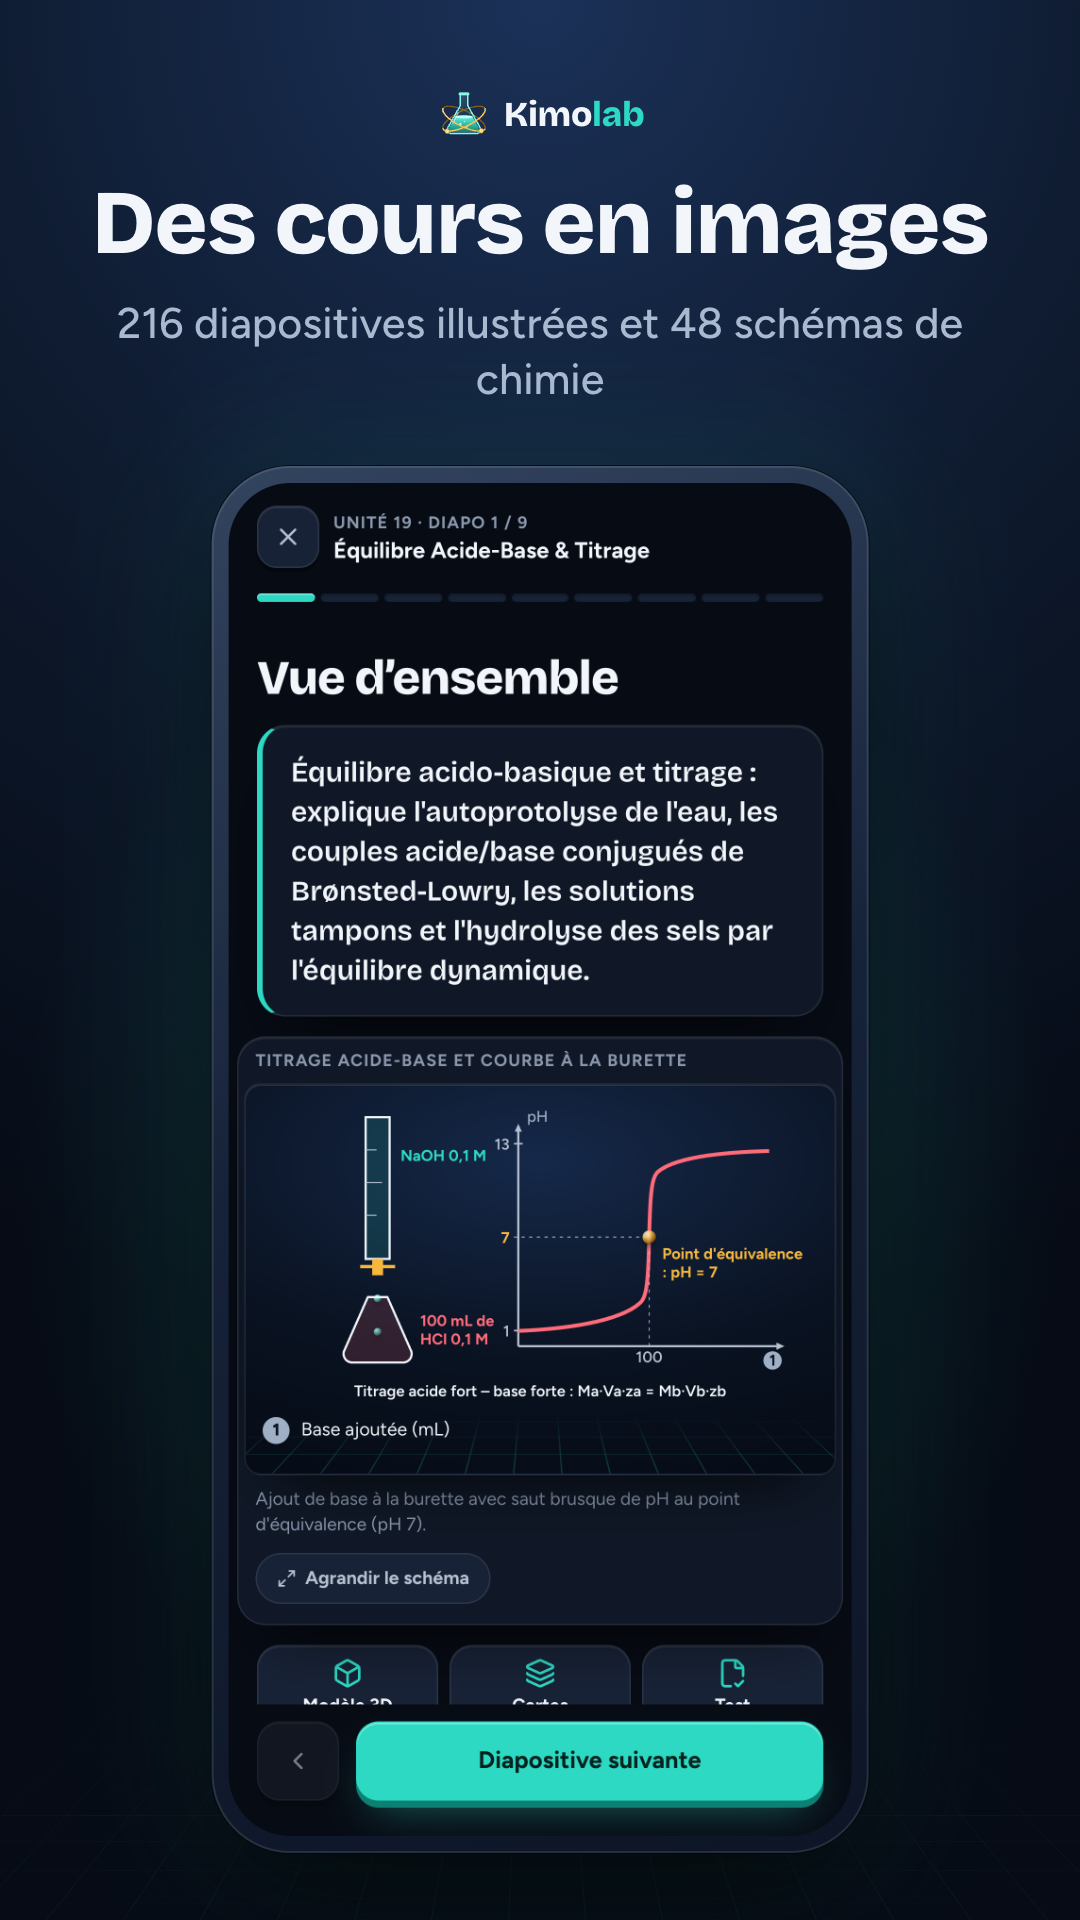 Kimolab
Des cours en images
216 diapositives illustrées et 48 schémas de
chimie
UNITÉ 19 · DIAPO 1 / 9
Équilibre Acide-Base & Titrage
Vue d’ensemble
Équilibre acido-basique et titrage :
explique l'autoprotolyse de l'eau, les
couples acide/base conjugués de
Brønsted-Lowry, les solutions
tampons et l'hydrolyse des sels par
l'équilibre dynamique.
TITRAGE ACIDE-BASE ET COURBE À LA BURETTE
pH
13
NaOH 0,1 M
7
Point d'équivalence
: pH = 7
100 mL de
HCl 0,1 M
1
100
1
Titrage acide fort – base forte : Ma·Va·za = Mb·Vb·zb
1 Base ajoutée (mL)
Ajout de base à la burette avec saut brusque de pH au point
d'équivalence (pH 7).
Agrandir le schéma
Modèle 3D
Cartes
Test
Diapositive suivante